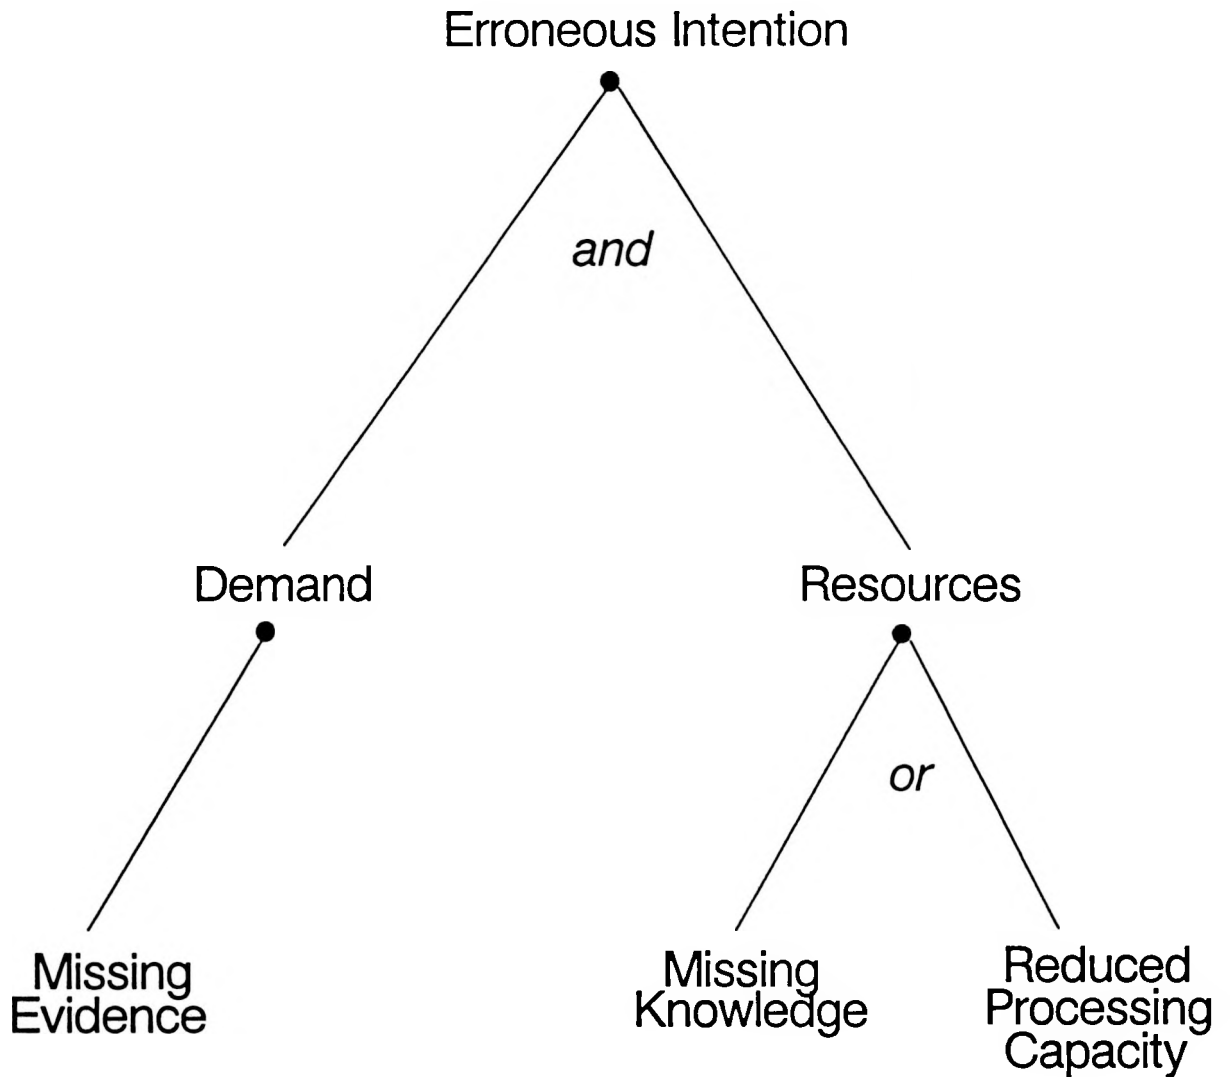 Erroneous Intention
and
Demand
Resources
or
Missing
Evidence
Missing
Knowledge
Reduced
Processing
Capacity